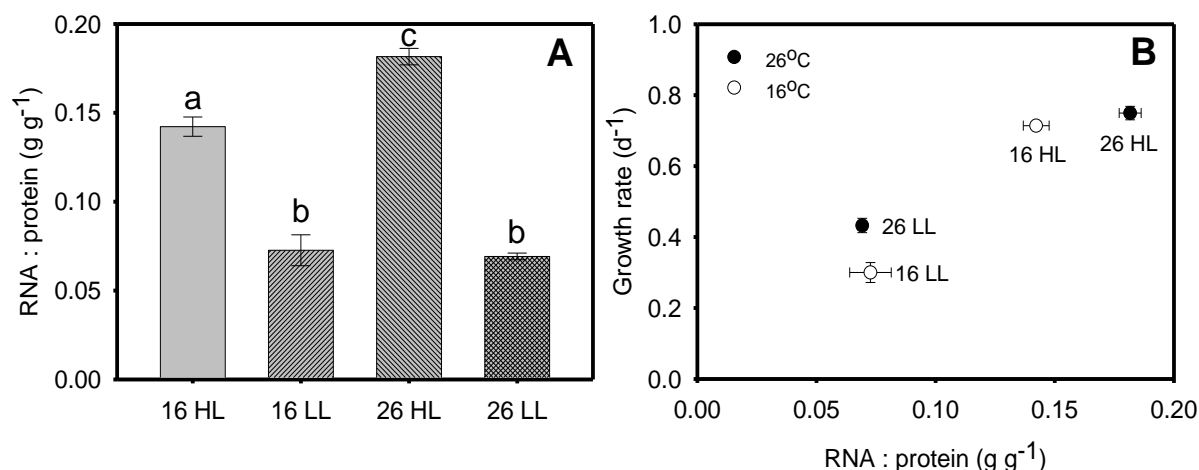 A
RNA : protein (g g⁻¹)
0.20
0.15
0.10
0.05
0.00
a
b
c
b
16 HL
16 LL
26 HL
26 LL
B
Growth rate (d⁻¹)
1.0
0.8
0.6
0.4
0.2
0.0
26ᴼC
16ᴼC
16 HL
26 HL
26 LL
16 LL
0.00
0.05
0.10
0.15
0.20
RNA : protein (g g⁻¹)